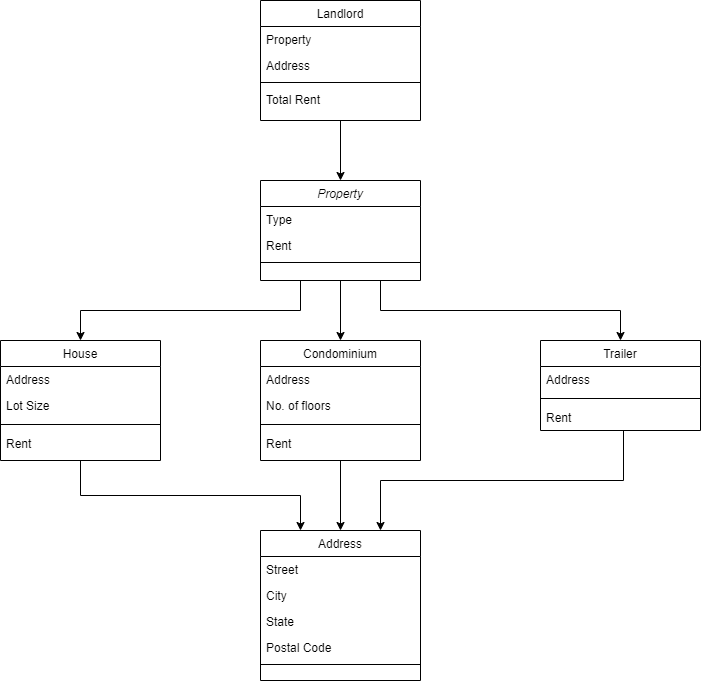 Landlord
Property
Address
Total Rent
Property
Type
Rent
House
Address
Lot Size
Rent
Condominium
Address
No. of floors
Rent
Trailer
Address
Rent
Address
Street
City
State
Postal Code